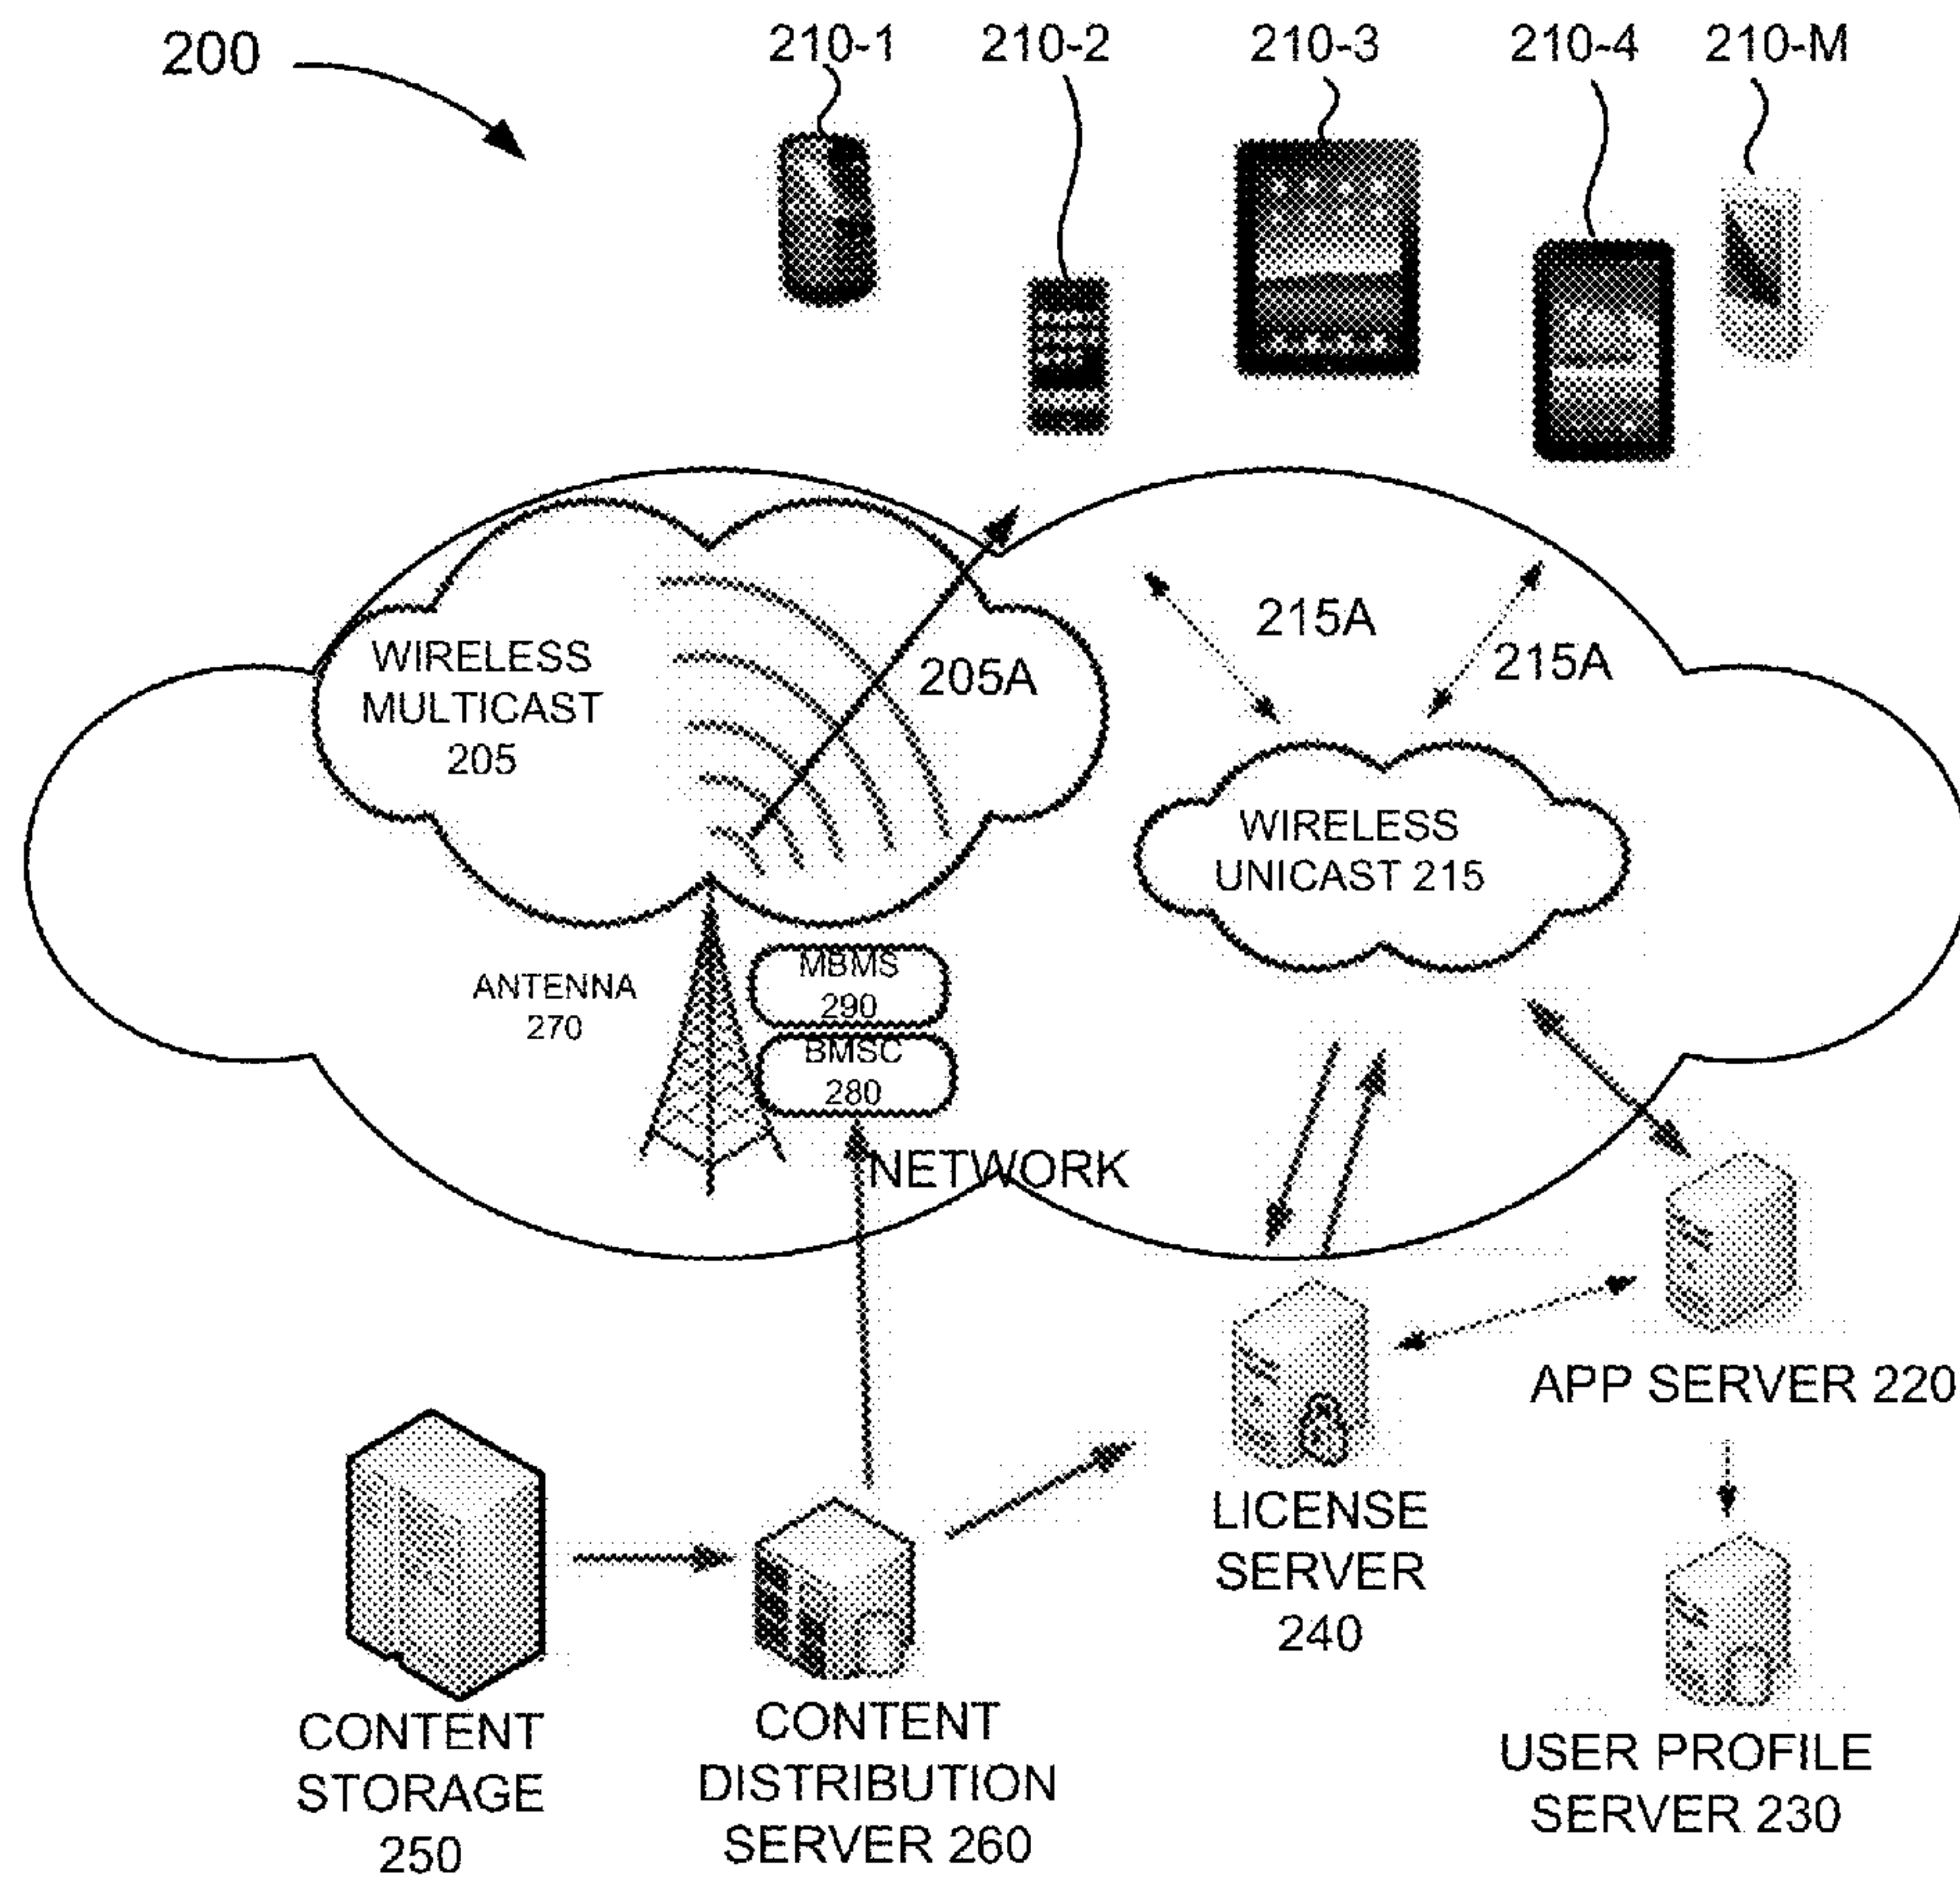 200
210-1
210-2
210-3
210-4
210-M
WIRELESS
MULTICAST
205
205A
215A
215A
WIRELESS
UNICAST 215
ANTENNA
270
MBMS
290
BMSC
280
NETWORK
APP SERVER 220
LICENSE
SERVER
240
CONTENT
STORAGE
250
CONTENT
DISTRIBUTION
SERVER 260
USER PROFILE
SERVER 230